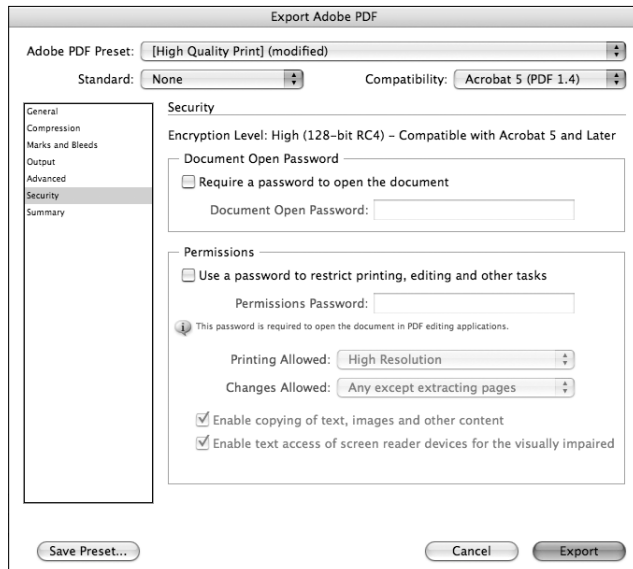 Export Adobe PDF
Adobe PDF Preset: [High Quality Print] (modified)
Standard: None Compatibility: Acrobat 5 (PDF 1.4)
General
Compression
Marks and Bleeds
Output
Advanced
Security
Summary
Security
Encryption Level: High (128-bit RC4) – Compatible with Acrobat 5 and Later
Document Open Password
Require a password to open the document
Document Open Password:
Permissions
Use a password to restrict printing, editing and other tasks
Permissions Password:
i This password is required to open the document in PDF editing applications.
Printing Allowed: High Resolution
Changes Allowed: Any except extracting pages
Enable copying of text, images and other content
Enable text access of screen reader devices for the visually impaired
Save Preset... Cancel Export